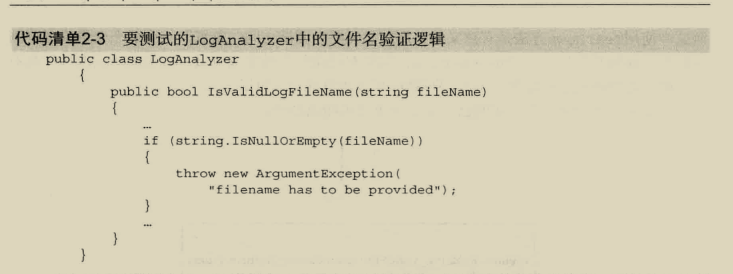 代码清单2-3 要测试的LogAnalyzer中的文件名验证逻辑
public class LogAnalyzer
{
public bool IsValidLogFileName(string fileName)
{
…
if (string.IsNullOrEmpty(fileName))
{
throw new ArgumentException(
"filename has to be provided");
}
…
}
}